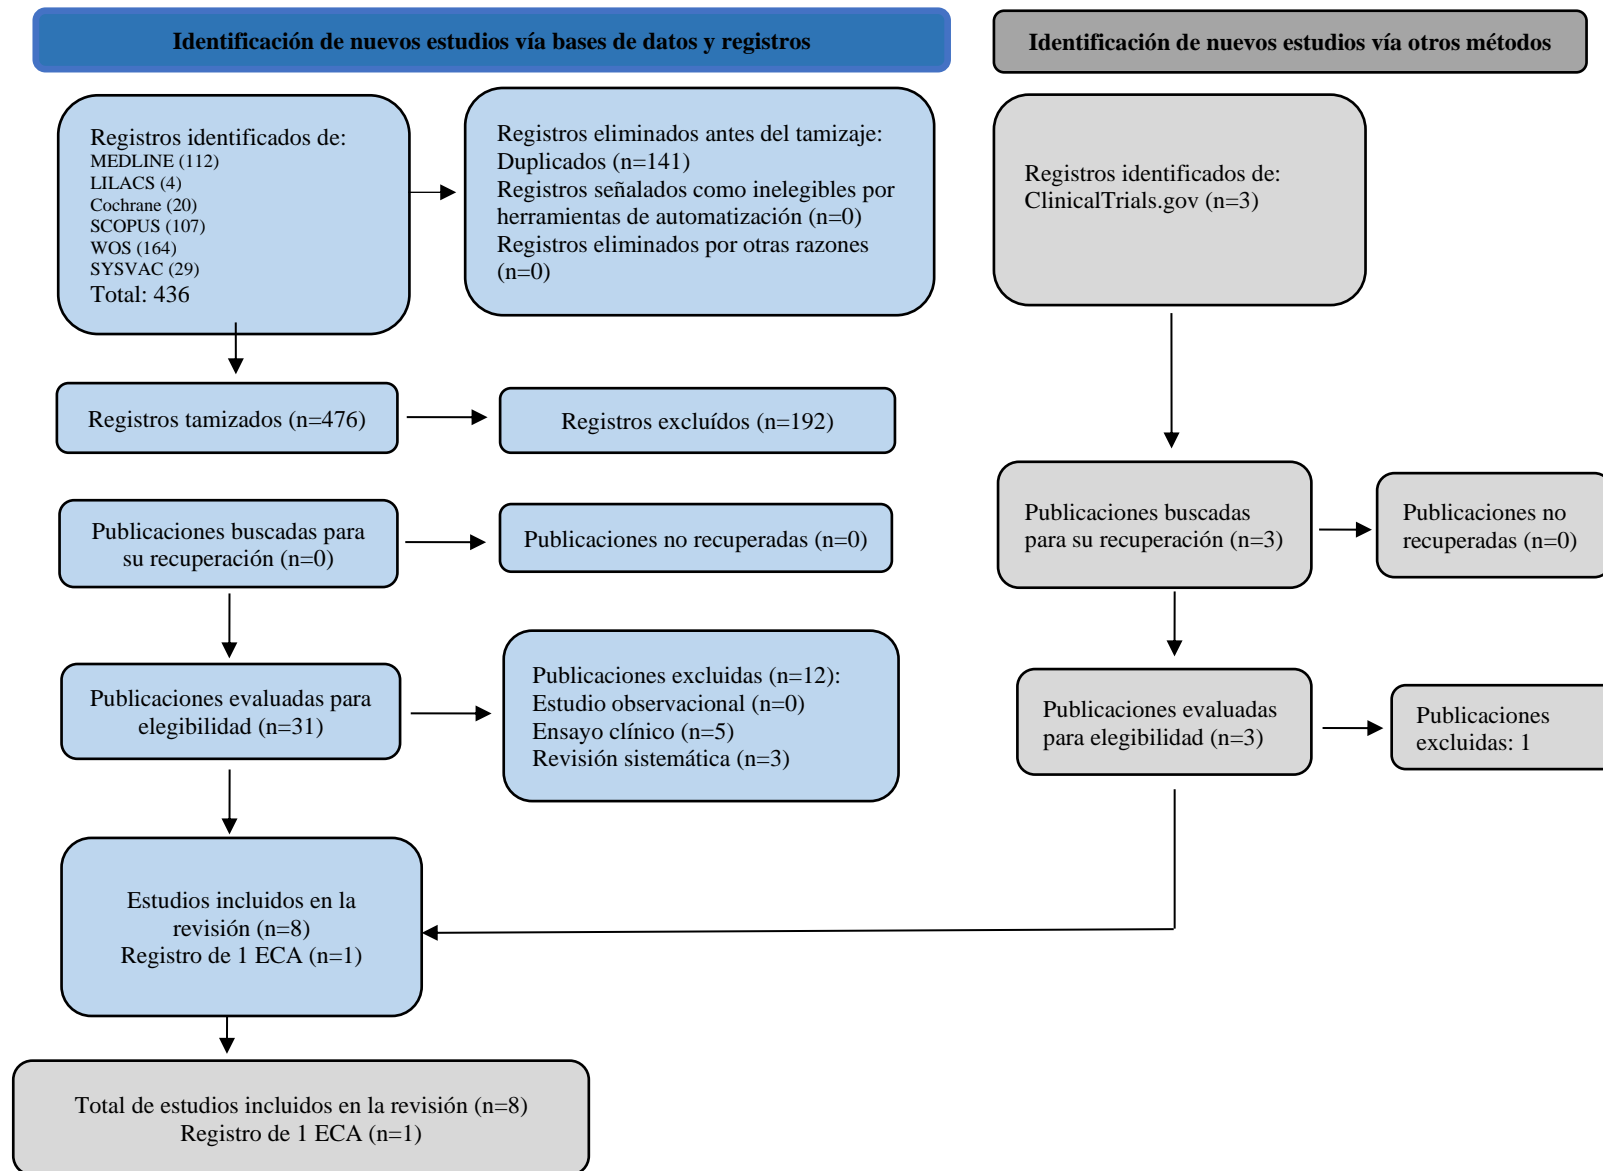 Identificación de nuevos estudios vía bases de datos y registros
Identificación de nuevos estudios vía otros métodos
Registros identificados de:
MEDLINE (112)
LILACS (4)
Cochrane (20)
SCOPUS (107)
WOS (164)
SYSVAC (29)
Total: 436
Registros eliminados antes del tamizaje:
Duplicados (n=141)
Registros señalados como inelegibles por
herramientas de automatización (n=0)
Registros eliminados por otras razones
(n=0)
Registros identificados de:
ClinicalTrials.gov (n=3)
Registros tamizados (n=476)
Registros excluídos (n=192)
Publicaciones buscadas para
su recuperación (n=0)
Publicaciones no recuperadas (n=0)
Publicaciones buscadas
para su recuperación (n=3)
Publicaciones no
recuperadas (n=0)
Publicaciones evaluadas para
elegibilidad (n=31)
Publicaciones excluidas (n=12):
Estudio observacional (n=0)
Ensayo clínico (n=5)
Revisión sistemática (n=3)
Publicaciones evaluadas
para elegibilidad (n=3)
Publicaciones
excluidas: 1
Estudios incluidos en la
revisión (n=8)
Registro de 1 ECA (n=1)
Total de estudios incluidos en la revisión (n=8)
Registro de 1 ECA (n=1)